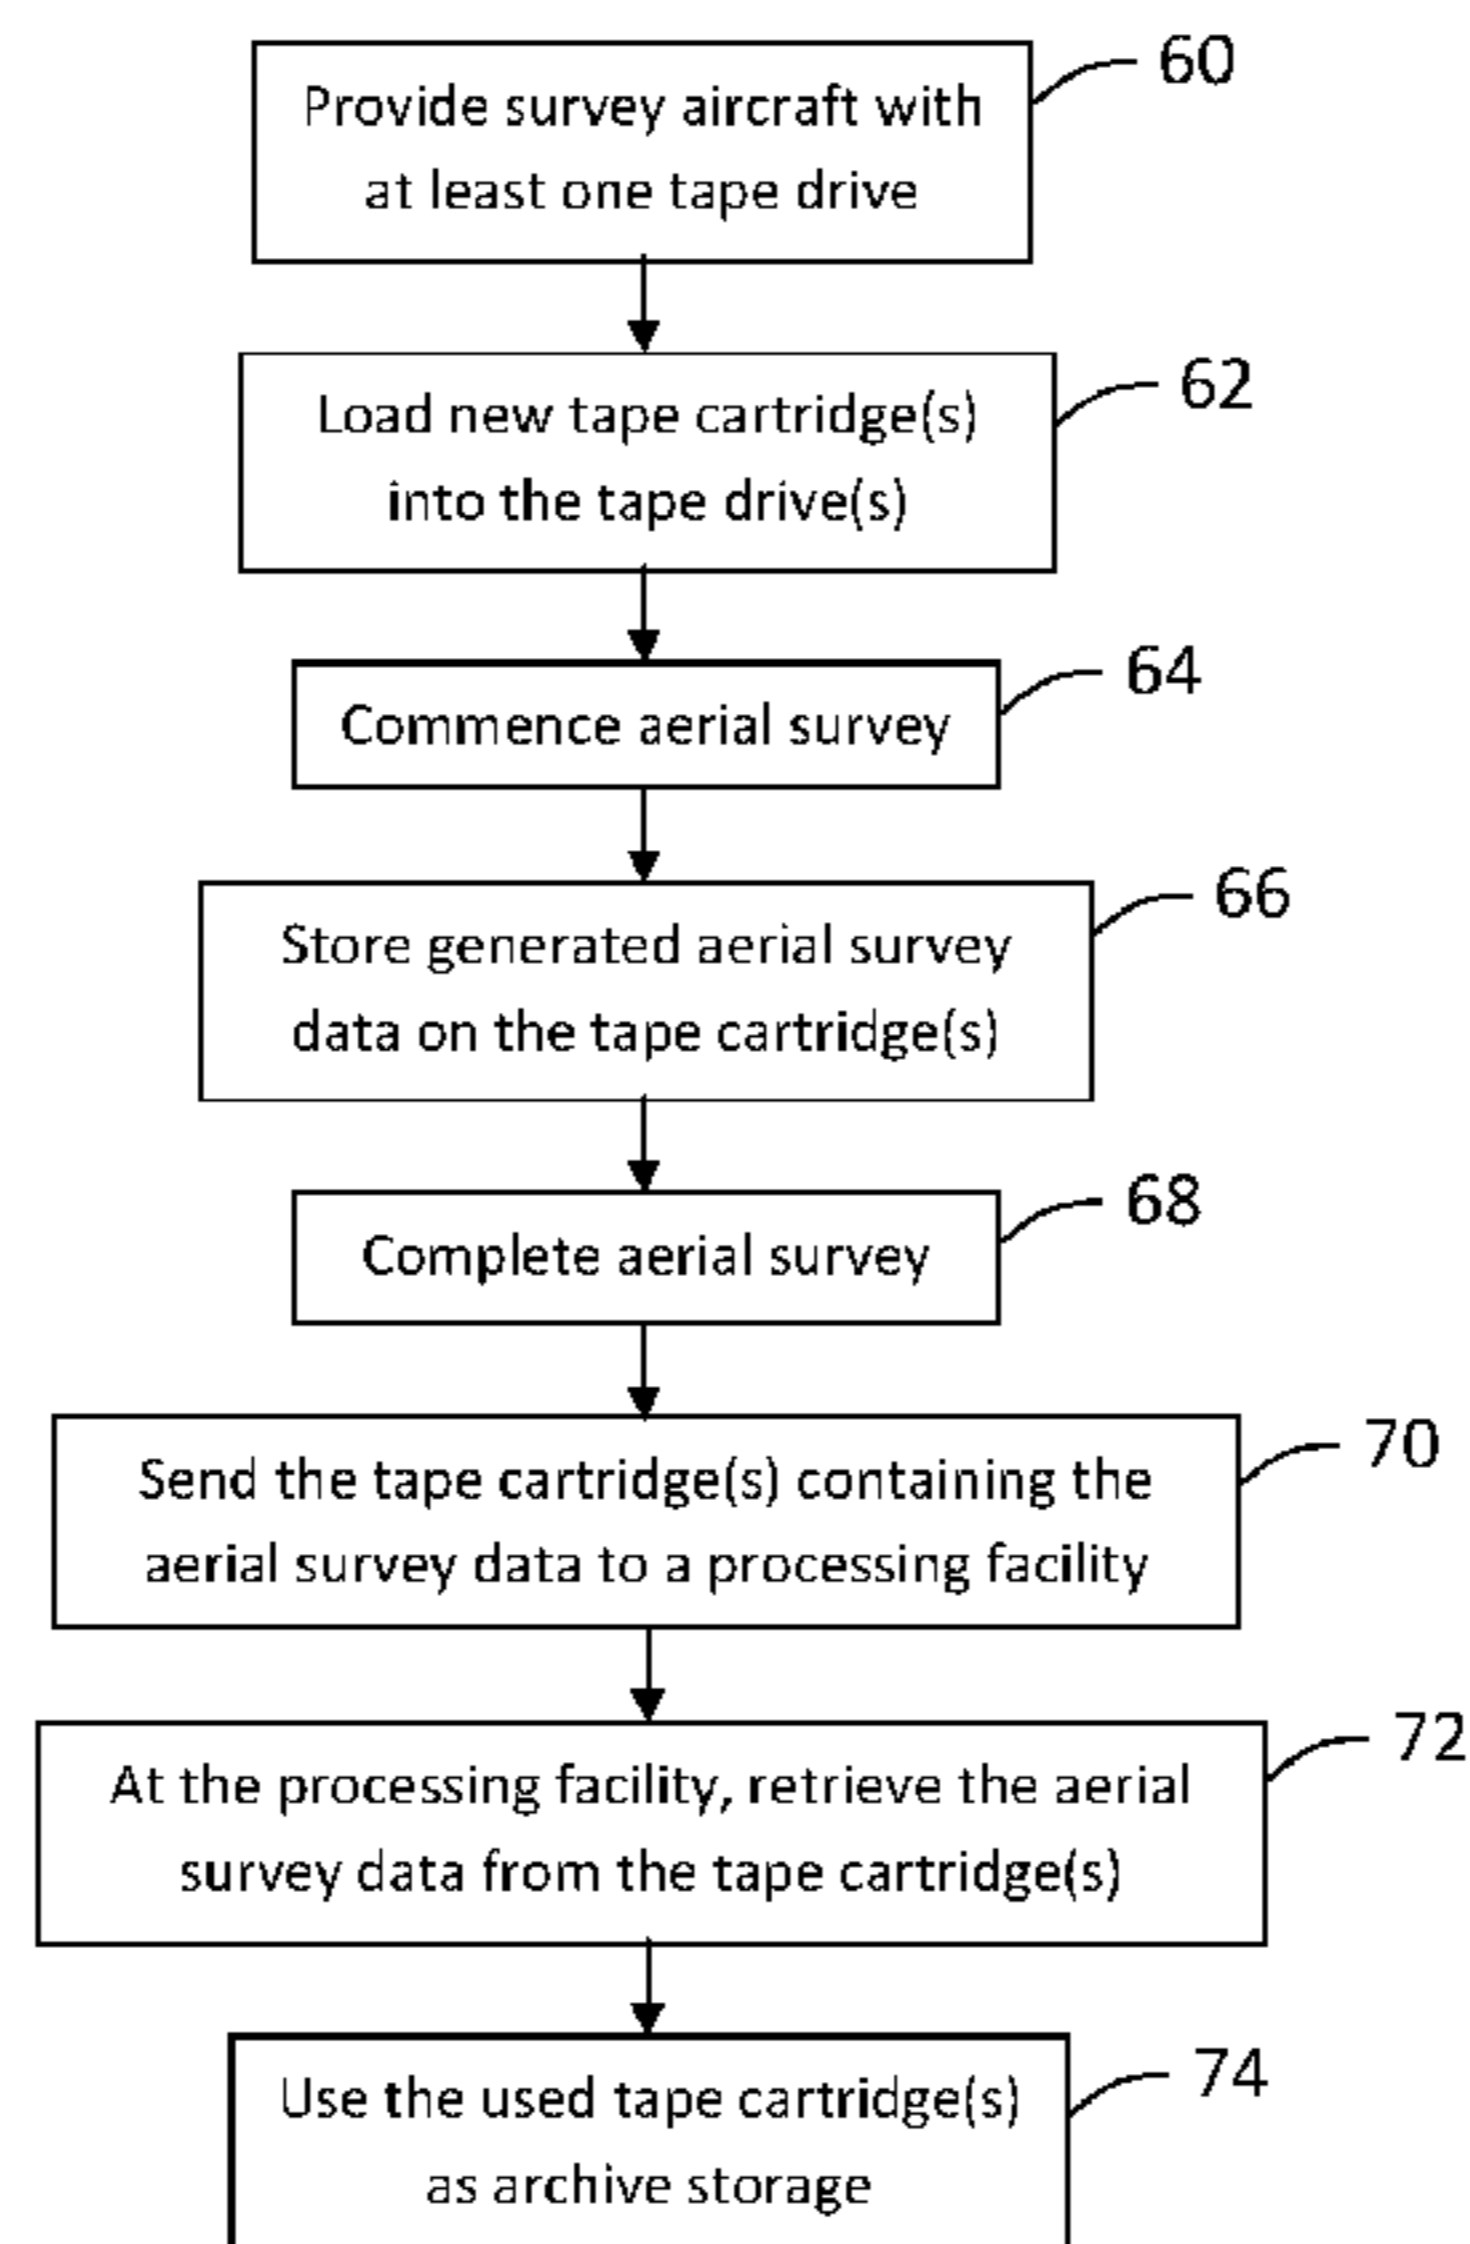 60
Provide survey aircraft with
at least one tape drive
62
Load new tape cartridge(s)
into the tape drive(s)
64
Commence aerial survey
66
Store generated aerial survey
data on the tape cartridge(s)
68
Complete aerial survey
70
Send the tape cartridge(s) containing the
aerial survey data to a processing facility
72
At the processing facility, retrieve the aerial
survey data from the tape cartridge(s)
74
Use the used tape cartridge(s)
as archive storage